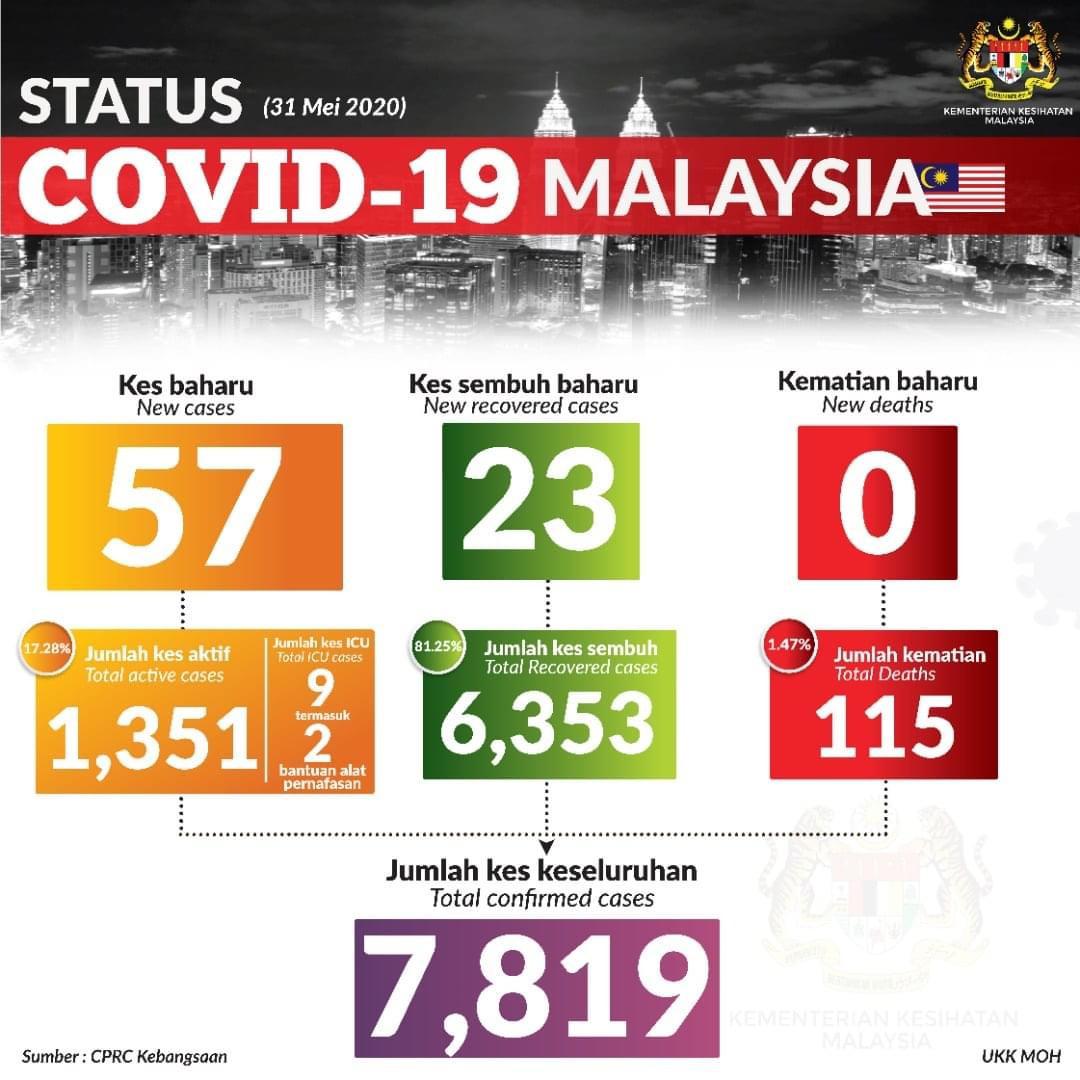 STATUS (31 Mei 2020)
KEMENTERIAN KESIHATAN
MALAYSIA
COVID-19 MALAYSIA
Kes baharu
New cases
57
Kes sembuh baharu
New recovered cases
23
Kematian baharu
New deaths
0
17.28%
Jumlah kes aktif
Total active cases
1,351
Jumlah kes ICU
Total ICU cases
9
termasuk
2
bantuan alat
pernafasan
81.25%
Jumlah kes sembuh
Total Recovered cases
6,353
1.47%
Jumlah kematian
Total Deaths
115
Jumlah kes keseluruhan
Total confirmed cases
7,819
KEMENTERIAN KESIHATAN
MALAYSIA
Sumber : CPRC Kebangsaan
UKK MOH